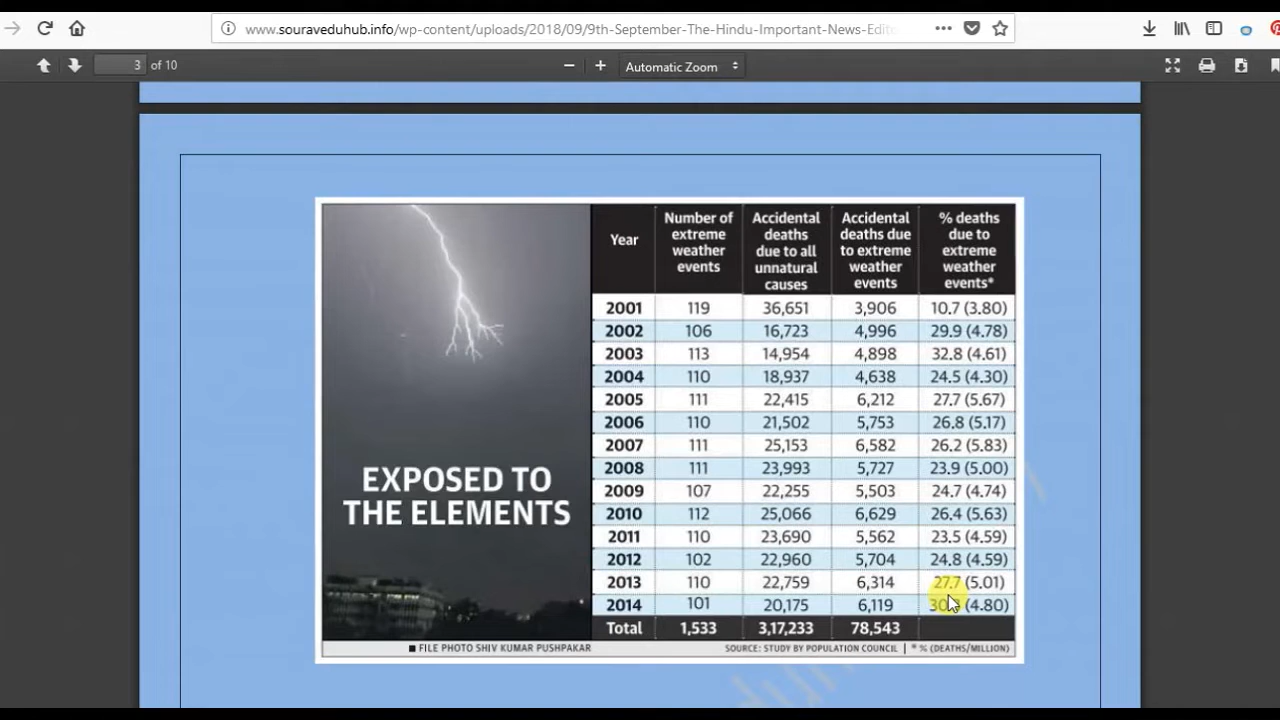 www.souraveduhub.info/wp-content/uploads/2018/09/9th-September-The-Hindu-Important-News-Edit
3 of 10
Automatic Zoom
EXPOSED TO
THE ELEMENTS
Year | Number of extreme weather events | Accidental deaths due to all unnatural causes | Accidental deaths due to extreme weather events | % deaths due to extreme weather events*
2001 119 36,651 3,906 10.7 (3.80)
2002 106 16,723 4,996 29.9 (4.78)
2003 113 14,954 4,898 32.8 (4.61)
2004 110 18,937 4,638 24.5 (4.30)
2005 111 22,415 6,212 27.7 (5.67)
2006 110 21,502 5,753 26.8 (5.17)
2007 111 25,153 6,582 26.2 (5.83)
2008 111 23,993 5,727 23.9 (5.00)
2009 107 22,255 5,503 24.7 (4.74)
2010 112 25,066 6,629 26.4 (5.63)
2011 110 23,690 5,562 23.5 (4.59)
2012 102 22,960 5,704 24.8 (4.59)
2013 110 22,759 6,314 27.7 (5.01)
2014 101 20,175 6,119 (4.80)
Total 1,533 3,17,233 78,543
■ FILE PHOTO SHIV KUMAR PUSHPAKAR
SOURCE: STUDY BY POPULATION COUNCIL | * % (DEATHS/MILLION)